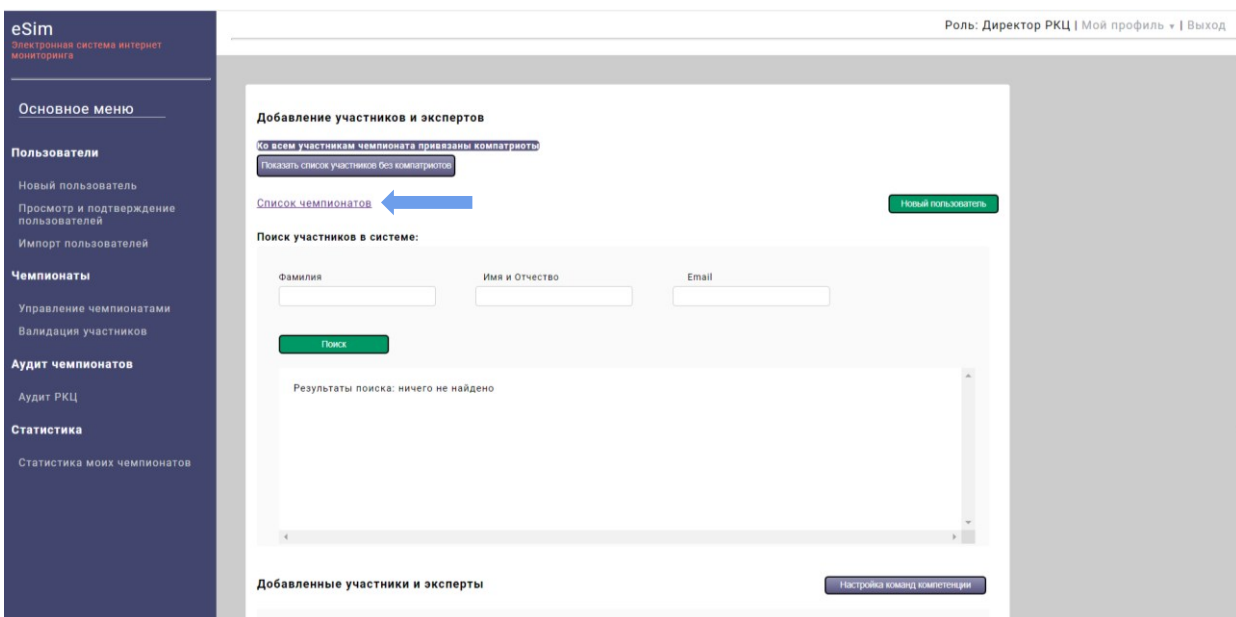 eSim
Электронная система интернет
мониторинга
Роль: Директор РКЦ | Мой профиль ▾ | Выход
Основное меню
Пользователи
Новый пользователь
Просмотр и подтверждение
пользователей
Импорт пользователей
Чемпионаты
Управление чемпионатами
Валидация участников
Аудит чемпионатов
Аудит РКЦ
Статистика
Статистика моих чемпионатов
Добавление участников и экспертов
Ко всем участникам чемпионата привязаны компатриоты
Показать список участников без компатриотов
Список чемпионатов
Новый пользователь
Поиск участников в системе:
Фамилия Имя и Отчество Email
Поиск
Результаты поиска: ничего не найдено
Добавленные участники и эксперты
Настройка команд компетенции